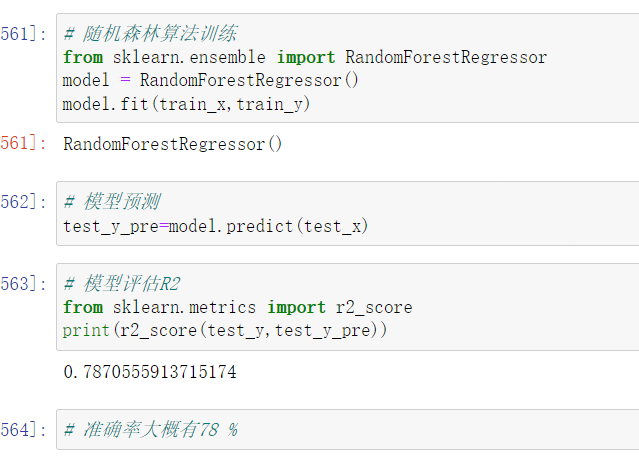 561]:
# 随机森林算法训练
from sklearn.ensemble import RandomForestRegressor
model = RandomForestRegressor()
model.fit(train_x,train_y)
561]:
RandomForestRegressor()
562]:
# 模型预测
test_y_pre=model.predict(test_x)
563]:
# 模型评估R2
from sklearn.metrics import r2_score
print(r2_score(test_y,test_y_pre))
0.7870555913715174
564]:
# 准确率大概有78 %